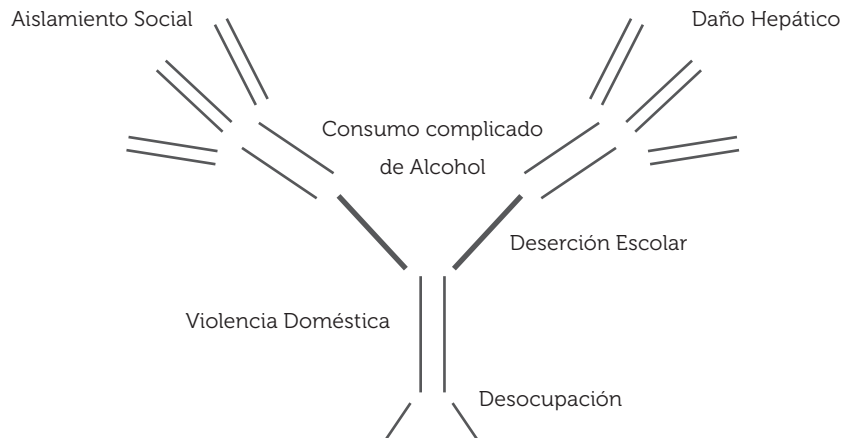 Aislamiento Social
Daño Hepático
Consumo complicado
de Alcohol
Deserción Escolar
Violencia Doméstica
Desocupación